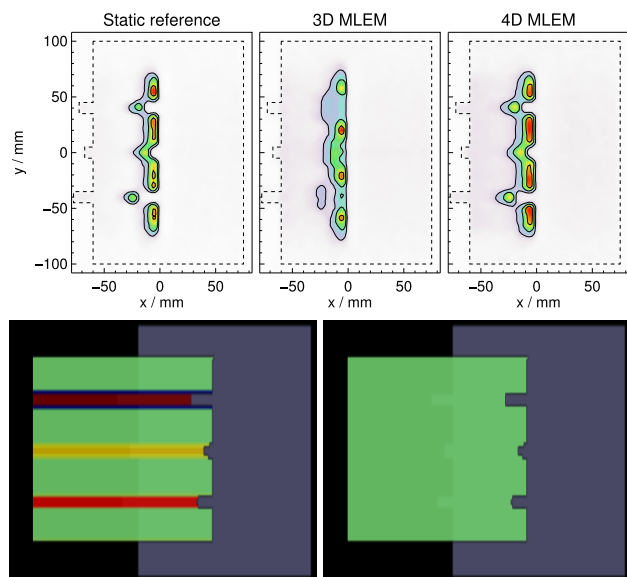 Static reference
3D MLEM
4D MLEM
100
50
0
−50
−100
y / mm
−50 0 50
−50 0 50
−50 0 50
x / mm
x / mm
x / mm